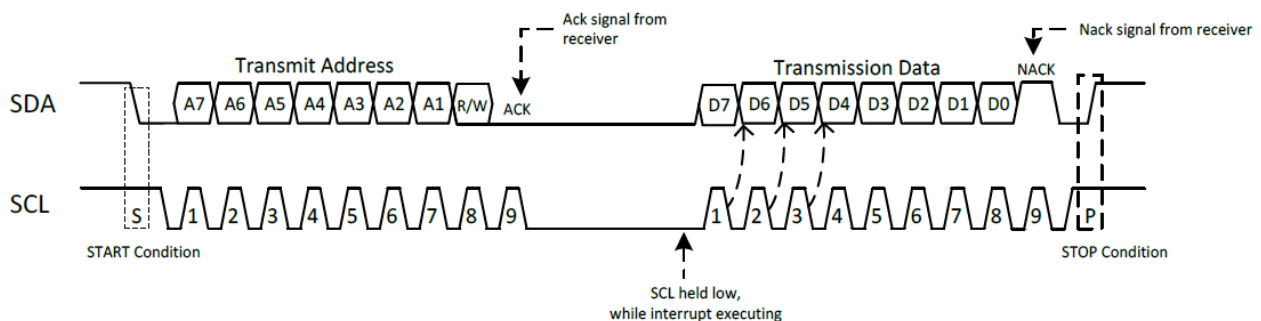 Ack signal from
receiver
Nack signal from receiver
Transmit Address
Transmission Data
NACK
SDA
A7 A6 A5 A4 A3 A2 A1 R/W ACK
D7 D6 D5 D4 D3 D2 D1 D0
SCL
S 1 2 3 4 5 6 7 8 9
1 2 3 4 5 6 7 8 9 P
START Condition
STOP Condition
SCL held low,
while interrupt executing